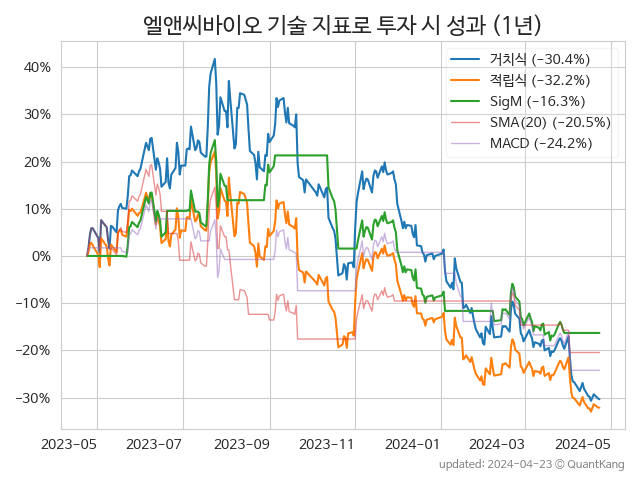 엘앤씨바이오 기술 지표로 투자 시 성과 (1년)
거치식 (−30.4%)
적립식 (−32.2%)
SigM (−16.3%)
SMA(20) (−20.5%)
MACD (−24.2%)
40%
30%
20%
10%
0%
−10%
−20%
−30%
2023−05 2023−07 2023−09 2023−11 2024−01 2024−03 2024−05
updated: 2024−04−23 © QuantKang